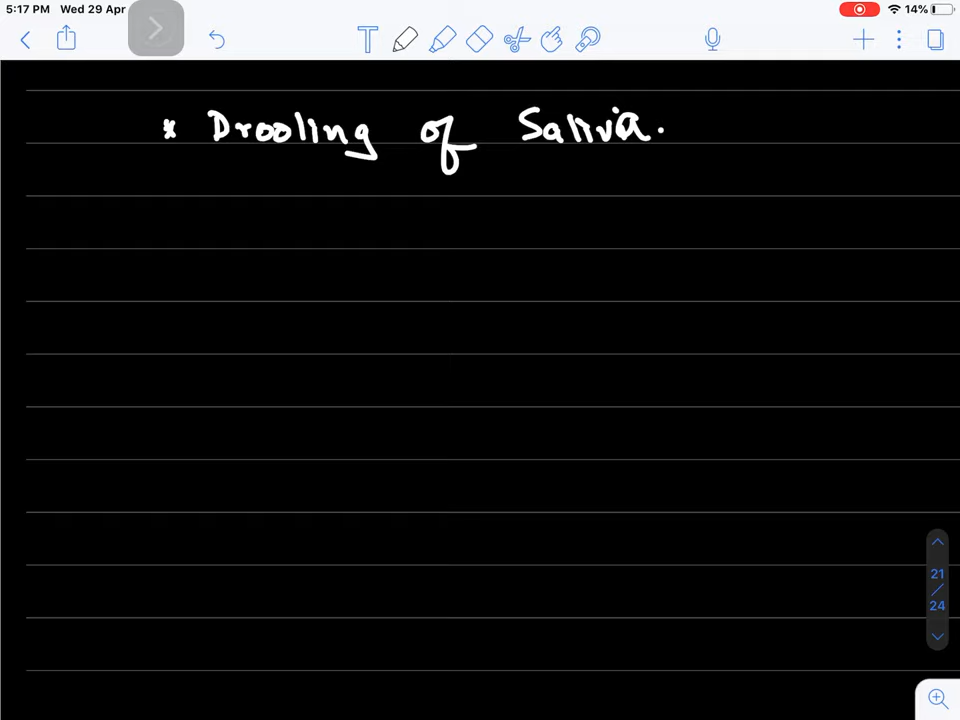 5:17 PM Wed 29 Apr 14%
T
* Drooling of Saliva.
21
/
24